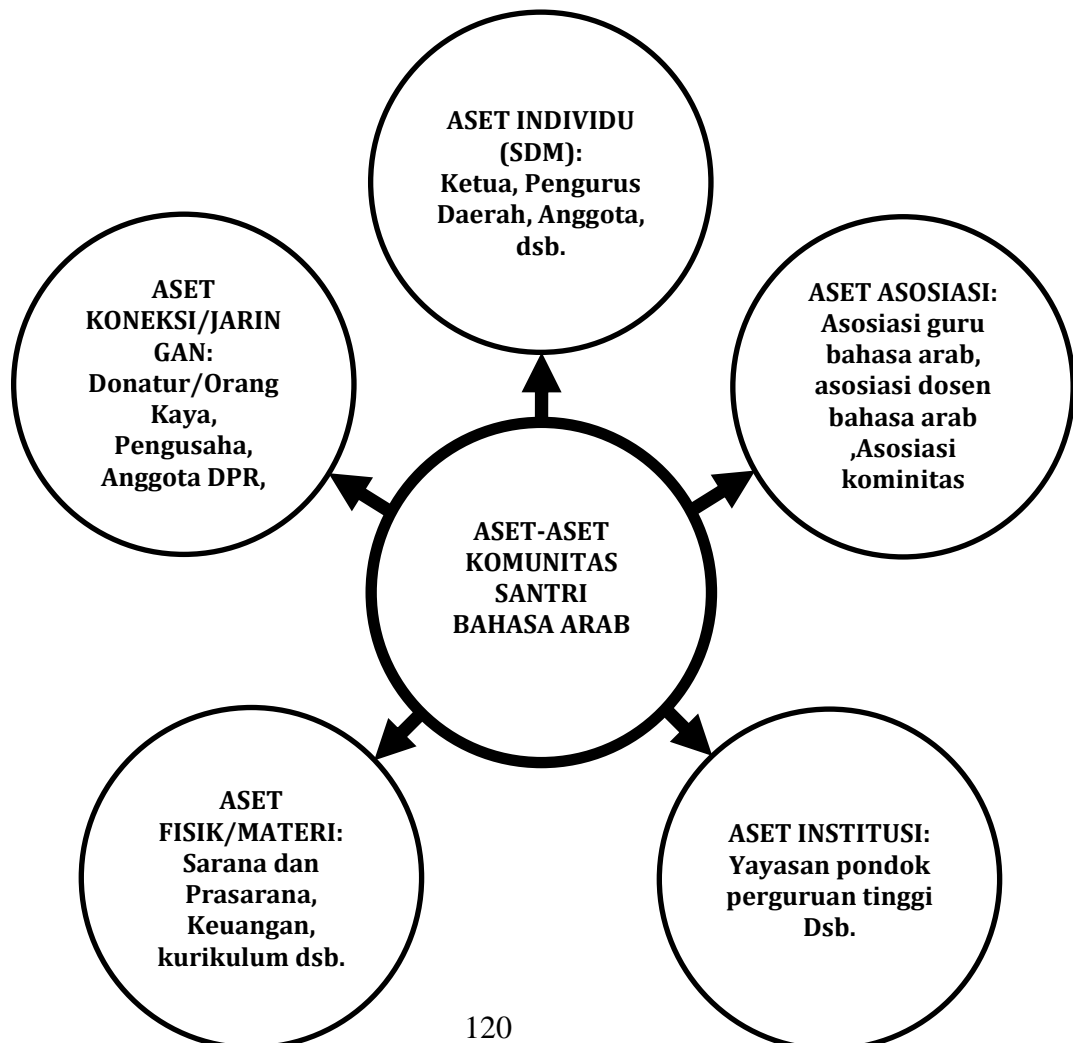 ASET INDIVIDU
(SDM):
Ketua, Pengurus
Daerah, Anggota,
dsb.
ASET
KONEKSI/JARIN
GAN:
Donatur/Orang
Kaya,
Pengusaha,
Anggota DPR,
ASET ASOSIASI:
Asosiasi guru
bahasa arab,
asosiasi dosen
bahasa arab
,Asosiasi
kominitas
ASET-ASET
KOMUNITAS
SANTRI
BAHASA ARAB
ASET
FISIK/MATERI:
Sarana dan
Prasarana,
Keuangan,
kurikulum dsb.
ASET INSTITUSI:
Yayasan pondok
perguruan tinggi
Dsb.
120